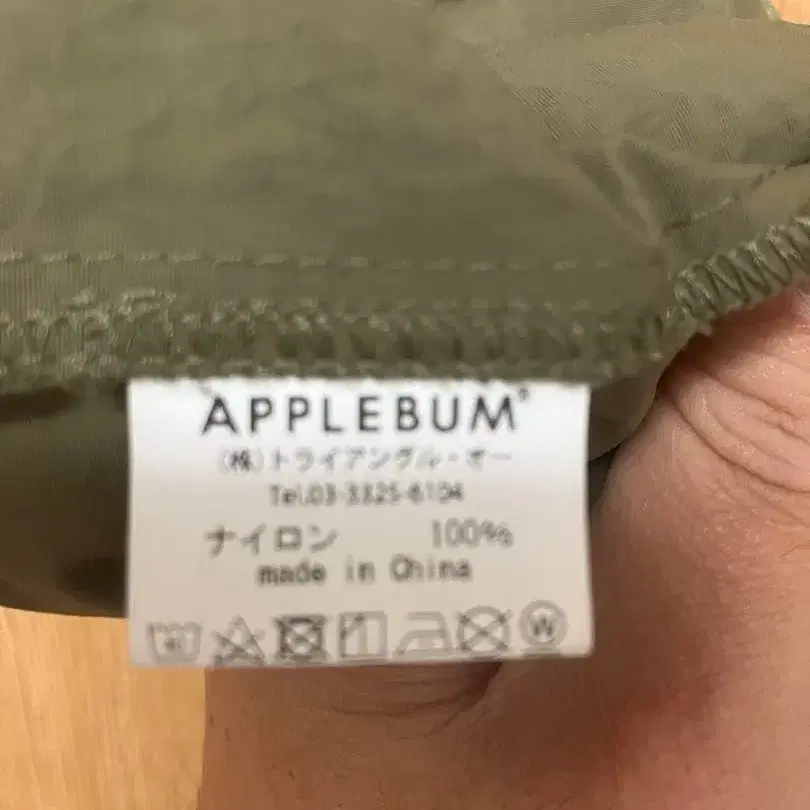 APPLEBUM®
(株)トライアングル・オー
Tel.03-3325-6104
ナイロン 100%
made in China
W